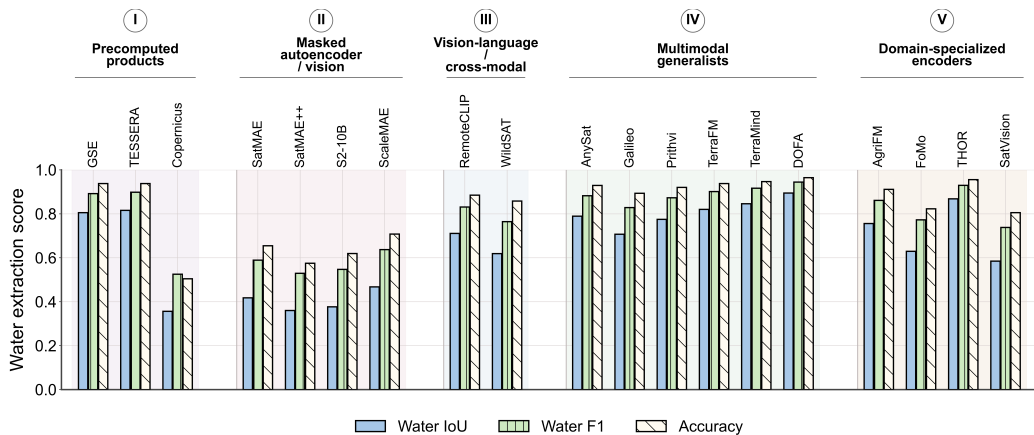 I
II
III
IV
V
Precomputed
products
Masked
autoencoder
/ vision
Vision-language
/
cross-modal
Multimodal
generalists
Domain-specialized
encoders
GSE
TESSERA
Copernicus
SatMAE
SatMAE++
S2-10B
ScaleMAE
RemoteCLIP
WildSAT
AnySat
Galileo
Prithvi
TerraFM
TerraMind
DOFA
AgriFM
FoMo
THOR
SatVision
Water extraction score
1.0
0.8
0.6
0.4
0.2
0.0
Water IoU
Water F1
Accuracy